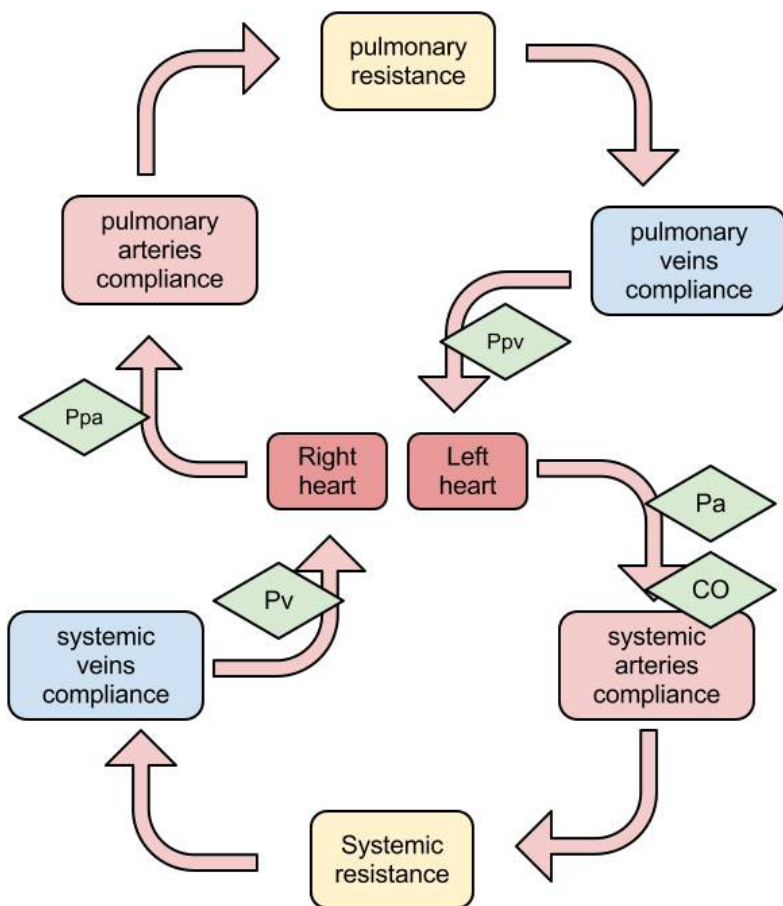 pulmonary
resistance
pulmonary
arteries
compliance
pulmonary
veins
compliance
Ppv
Ppa
Right
heart
Left
heart
Pa
Pv
CO
systemic
veins
compliance
systemic
arteries
compliance
Systemic
resistance